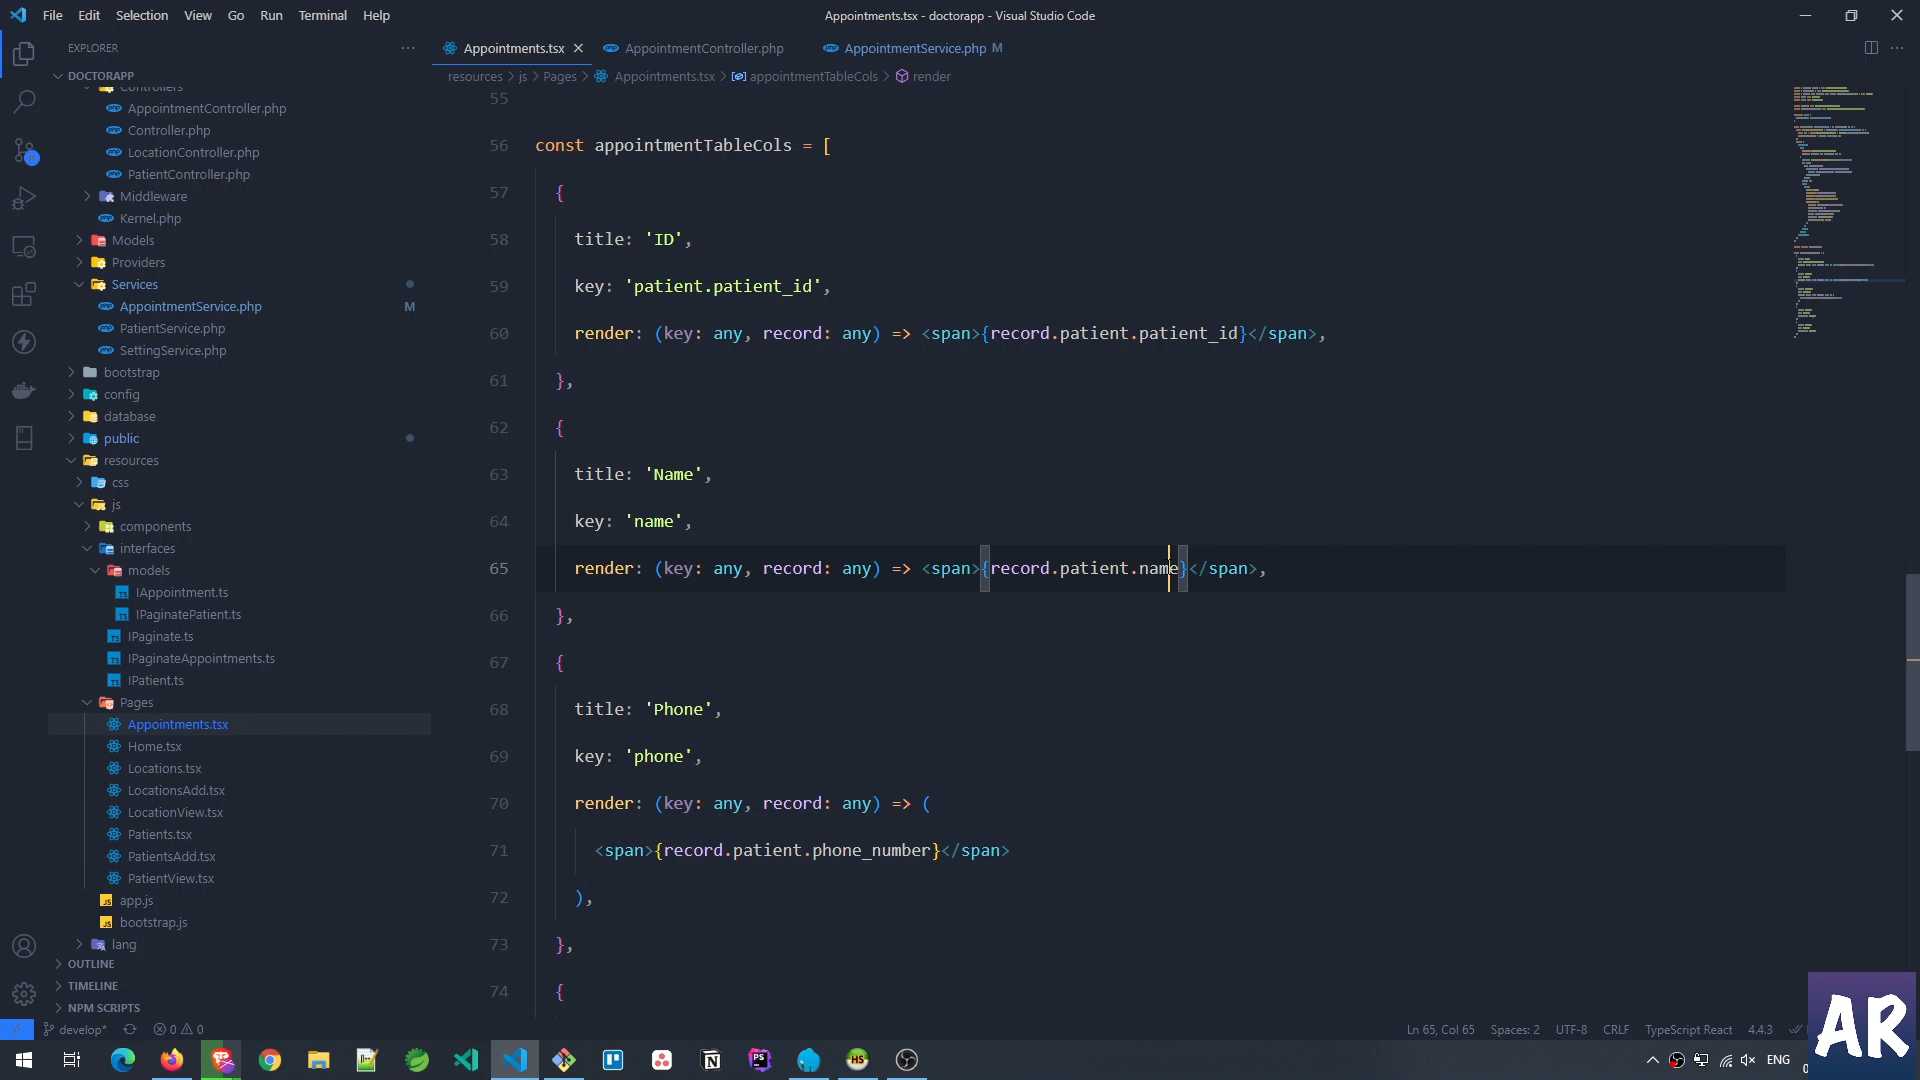 File Edit Selection View Go Run Terminal Help
Appointments.tsx - doctorapp - Visual Studio Code
EXPLORER
Appointments.tsx
AppointmentController.php
AppointmentService.php M
DOCTORAPP
resources > js > Pages > Appointments.tsx > appointmentTableCols > render
Controllers
AppointmentController.php
Controller.php
LocationController.php
PatientController.php
Middleware
Kernel.php
Models
Providers
Services
AppointmentService.php M
PatientService.php
SettingService.php
bootstrap
config
database
public
resources
css
js
components
interfaces
models
IAppointment.ts
IPaginatePatient.ts
IPaginate.ts
IPaginateAppointments.ts
IPatient.ts
Pages
Appointments.tsx
Home.tsx
Locations.tsx
LocationsAdd.tsx
LocationView.tsx
Patients.tsx
PatientsAdd.tsx
PatientView.tsx
app.js
bootstrap.js
lang
OUTLINE
TIMELINE
NPM SCRIPTS
55
56 const appointmentTableCols = [
57 {
58 title: 'ID',
59 key: 'patient.patient_id',
60 render: (key: any, record: any) => <span>{record.patient.patient_id}</span>,
61 },
62 {
63 title: 'Name',
64 key: 'name',
65 render: (key: any, record: any) => <span>{record.patient.name}</span>,
66 },
67 {
68 title: 'Phone',
69 key: 'phone',
70 render: (key: any, record: any) => (
71 <span>{record.patient.phone_number}</span>
72 ),
73 },
74 {
develop* 0 0
Ln 65, Col 65 Spaces: 2 UTF-8 CRLF TypeScript React 4.4.3
ENG
AR